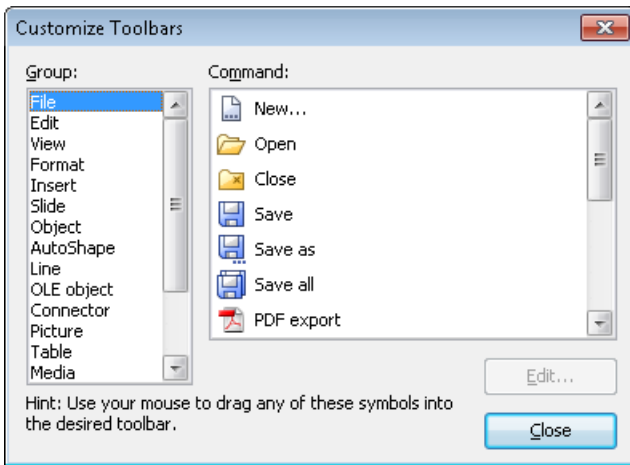 Customize Toolbars
Group:
File
Edit
View
Format
Insert
Slide
Object
AutoShape
Line
OLE object
Connector
Picture
Table
Media
Command:
New...
Open
Close
Save
Save as
Save all
PDF export
Edit...
Hint: Use your mouse to drag any of these symbols into
the desired toolbar.
Close